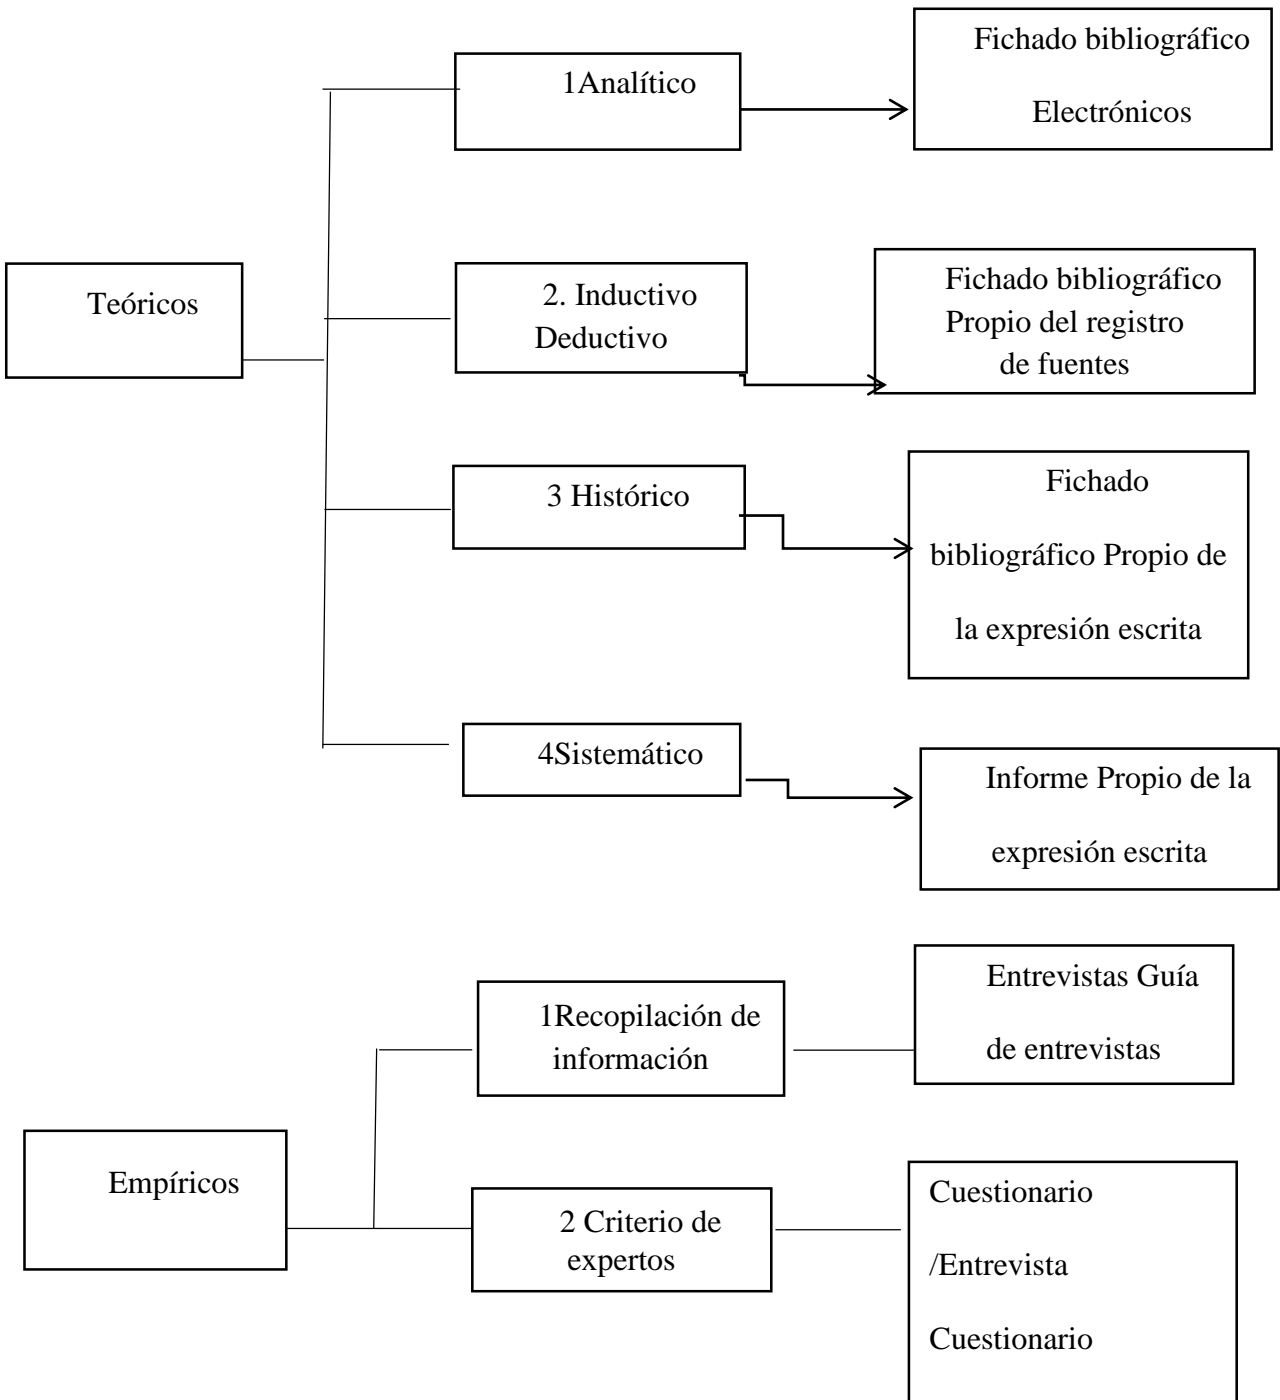 1Analítico
Fichado bibliográfico
Electrónicos
Teóricos
2. Inductivo
Deductivo
Fichado bibliográfico
Propio del registro
de fuentes
3 Histórico
Fichado
bibliográfico Propio de
la expresión escrita
4Sistemático
Informe Propio de la
expresión escrita
1Recopilación de
información
Entrevistas Guía
de entrevistas
Empíricos
2 Criterio de
expertos
Cuestionario
/Entrevista
Cuestionario